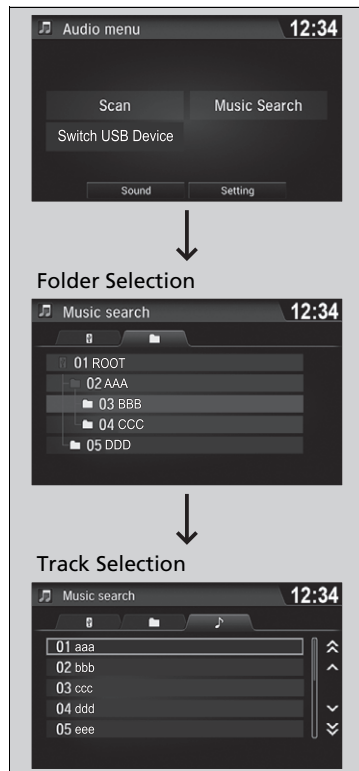 Audio menu 12:34
Scan Music Search
Switch USB Device
Sound Setting
Folder Selection
Music search 12:34
01 ROOT
02 AAA
03 BBB
04 CCC
05 DDD
Track Selection
Music search 12:34
01 aaa
02 bbb
03 ccc
04 ddd
05 eee